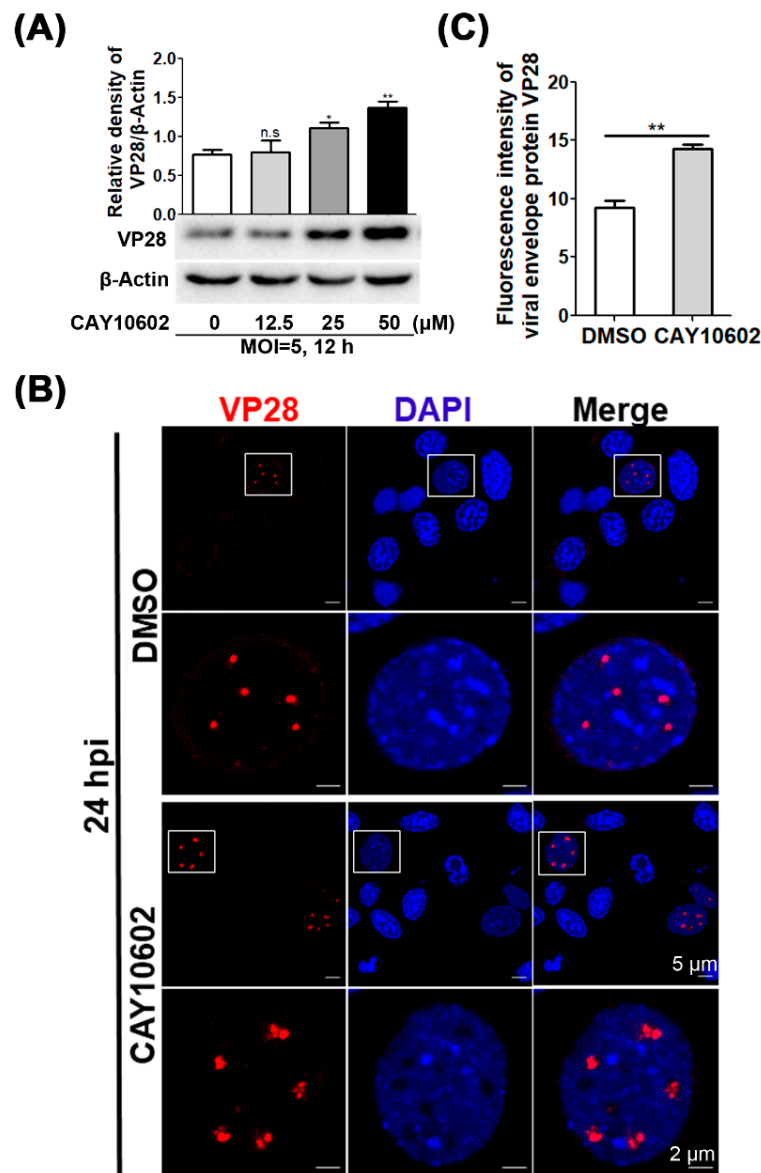 (A)
Relative density of
VP28/β-Actin
2.0
1.5
1.0
0.5
0.0
n.s
*
**
VP28
β-Actin
CAY10602 0 12.5 25 50 (μM)
MOI=5, 12 h
(C)
Fluorescence intensity of
viral envelope protein VP28
20
15
10
5
0
**
DMSO CAY10602
(B)
VP28 DAPI Merge
24 hpi
DMSO
CAY10602
5 μm
2 μm